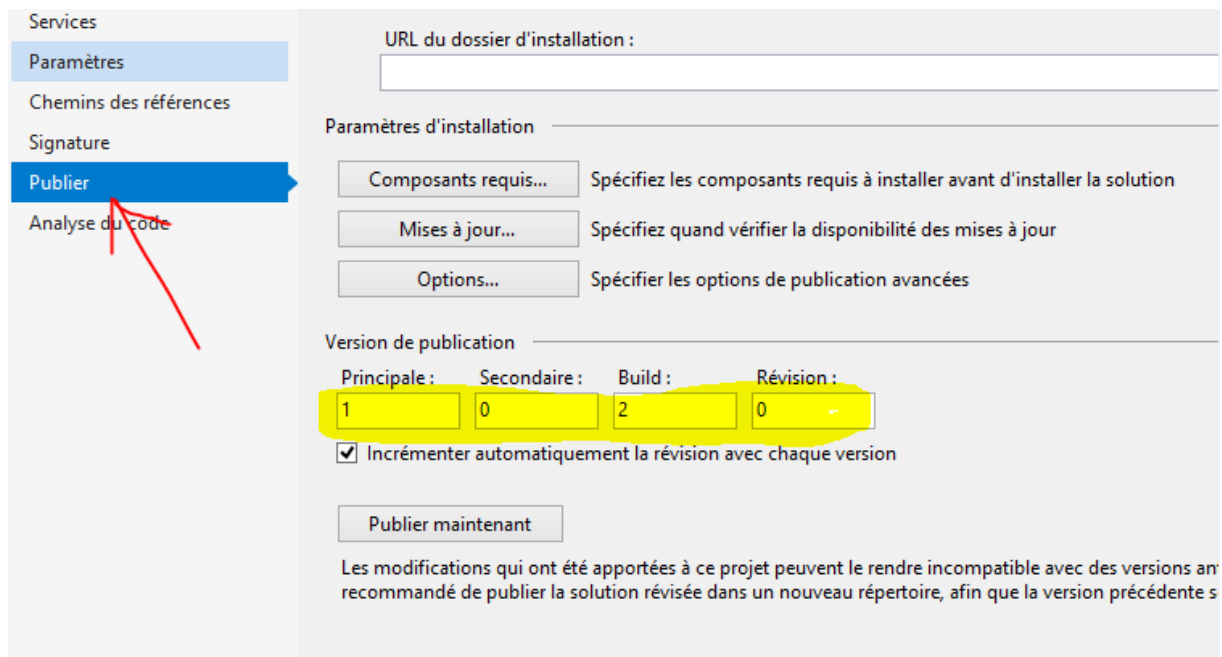 Services
Paramètres
Chemins des références
Signature
Publier
Analyse du code
URL du dossier d'installation :
Paramètres d'installation
Composants requis... Spécifiez les composants requis à installer avant d'installer la solution
Mises à jour... Spécifiez quand vérifier la disponibilité des mises à jour
Options... Spécifier les options de publication avancées
Version de publication
Principale : Secondaire : Build : Révision :
1 0 2 0
Incrémenter automatiquement la révision avec chaque version
Publier maintenant
Les modifications qui ont été apportées à ce projet peuvent le rendre incompatible avec des versions
recommandé de publier la solution révisée dans un nouveau répertoire, afin que la version précédente